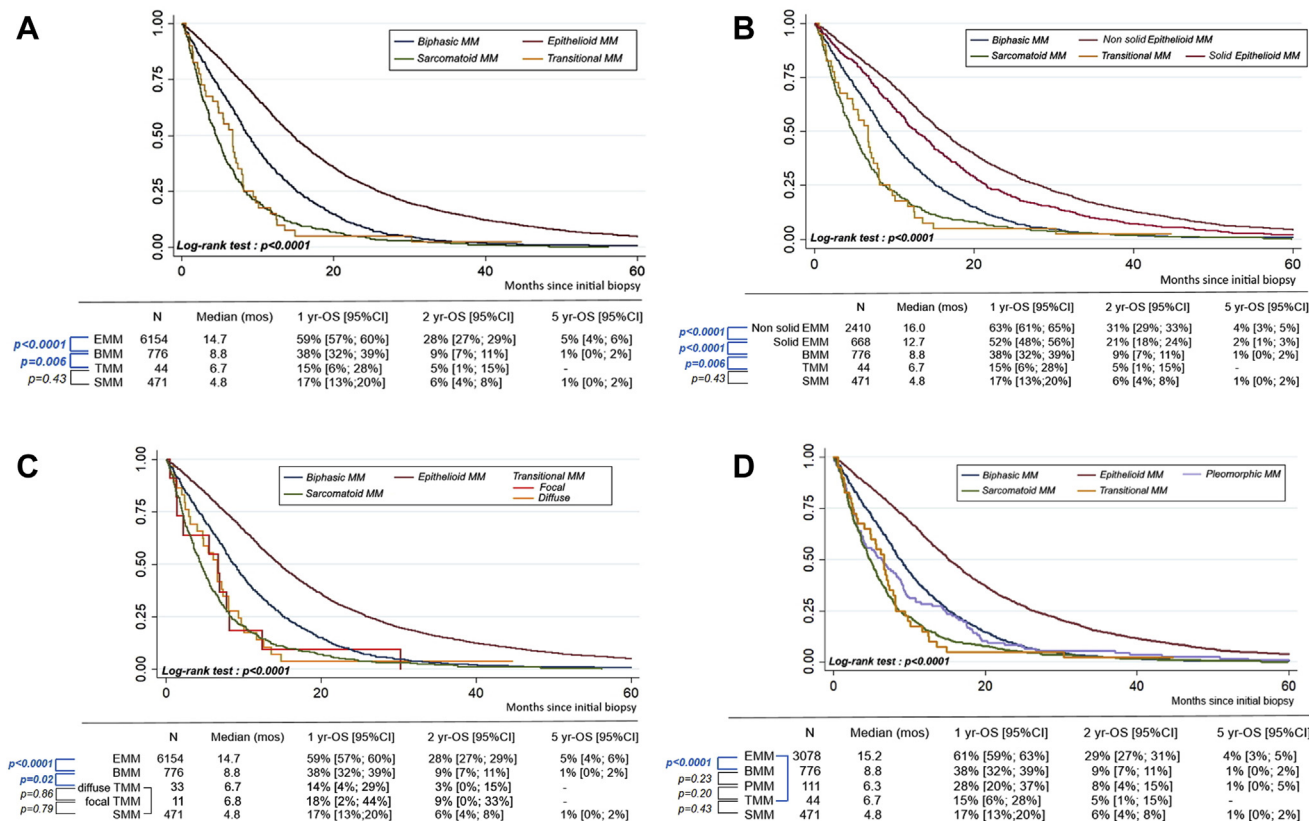 A
1.00
0.75
0.50
0.25
0.00
Biphasic MM Epithelioid MM
Sarcomatoid MM Transitional MM
Log-rank test : p<0.0001
0 20 40 60
Months since initial biopsy
N Median (mos) 1 yr-OS [95%CI] 2 yr-OS [95%CI] 5 yr-OS [95%CI]
EMM 6154 14.7 59% [57%; 60%] 28% [27%; 29%] 5% [4%; 6%]
p<0.0001
BMM 776 8.8 38% [32%; 39%] 9% [7%; 11%] 1% [0%; 2%]
p=0.006
TMM 44 6.7 15% [6%; 28%] 5% [1%; 15%] -
p=0.43
SMM 471 4.8 17% [13%;20%] 6% [4%; 8%] 1% [0%; 2%]
B
1.00
0.75
0.50
0.25
0.00
Biphasic MM Non solid Epithelioid MM
Sarcomatoid MM Transitional MM Solid Epithelioid MM
Log-rank test : p<0.0001
0 20 40 60
Months since initial biopsy
N Median (mos) 1 yr-OS [95%CI] 2 yr-OS [95%CI] 5 yr-OS [95%CI]
Non solid EMM 2410 16.0 63% [61%; 65%] 31% [29%; 33%] 4% [3%; 5%]
p<0.0001
Solid EMM 668 12.7 52% [48%; 56%] 21% [18%; 24%] 2% [1%; 3%]
p<0.0001
BMM 776 8.8 38% [32%; 39%] 9% [7%; 11%] 1% [0%; 2%]
p=0.006
TMM 44 6.7 15% [6%; 28%] 5% [1%; 15%] -
p=0.43
SMM 471 4.8 17% [13%;20%] 6% [4%; 8%] 1% [0%; 2%]
C
1.00
0.75
0.50
0.25
0.00
Biphasic MM Epithelioid MM Transitional MM
Sarcomatoid MM Focal
Diffuse
Log-rank test : p<0.0001
0 20 40 60
Months since initial biopsy
N Median (mos) 1 yr-OS [95%CI] 2 yr-OS [95%CI] 5 yr-OS [95%CI]
EMM 6154 14.7 59% [57%; 60%] 28% [27%; 29%] 5% [4%; 6%]
p<0.0001
BMM 776 8.8 38% [32%; 39%] 9% [7%; 11%] 1% [0%; 2%]
p=0.02
diffuse TMM 33 6.7 14% [4%; 29%] 3% [0%; 15%] -
p=0.86
focal TMM 11 6.8 18% [2%; 44%] 9% [0%; 33%] -
p=0.79
SMM 471 4.8 17% [13%;20%] 6% [4%; 8%] 1% [0%; 2%]
D
1.00
0.75
0.50
0.25
0.00
Biphasic MM Epithelioid MM Pleomorphic MM
Sarcomatoid MM Transitional MM
Log-rank test : p<0.0001
0 20 40 60
Months since initial biopsy
N Median (mos) 1 yr-OS [95%CI] 2 yr-OS [95%CI] 5 yr-OS [95%CI]
EMM 3078 15.2 61% [59%; 63%] 29% [27%; 31%] 4% [3%; 5%]
p<0.0001
BMM 776 8.8 38% [32%; 39%] 9% [7%; 11%] 1% [0%; 2%]
p=0.23
PMM 111 6.3 28% [20%; 37%] 8% [4%; 15%] 1% [0%; 5%]
p=0.20
TMM 44 6.7 15% [6%; 28%] 5% [1%; 15%] -
p=0.43
SMM 471 4.8 17% [13%;20%] 6% [4%; 8%] 1% [0%; 2%]